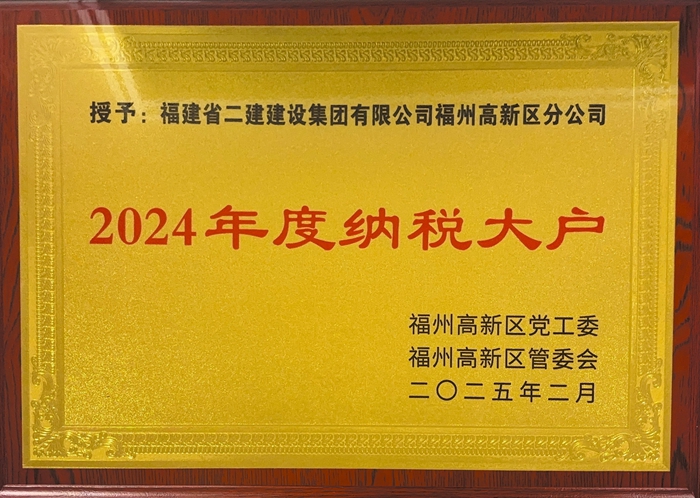 授予：福建省二建建设集团有限公司福州高新区分公司
2024年度纳税大户
福州高新区党工委
福州高新区管委会
二〇二五年二月